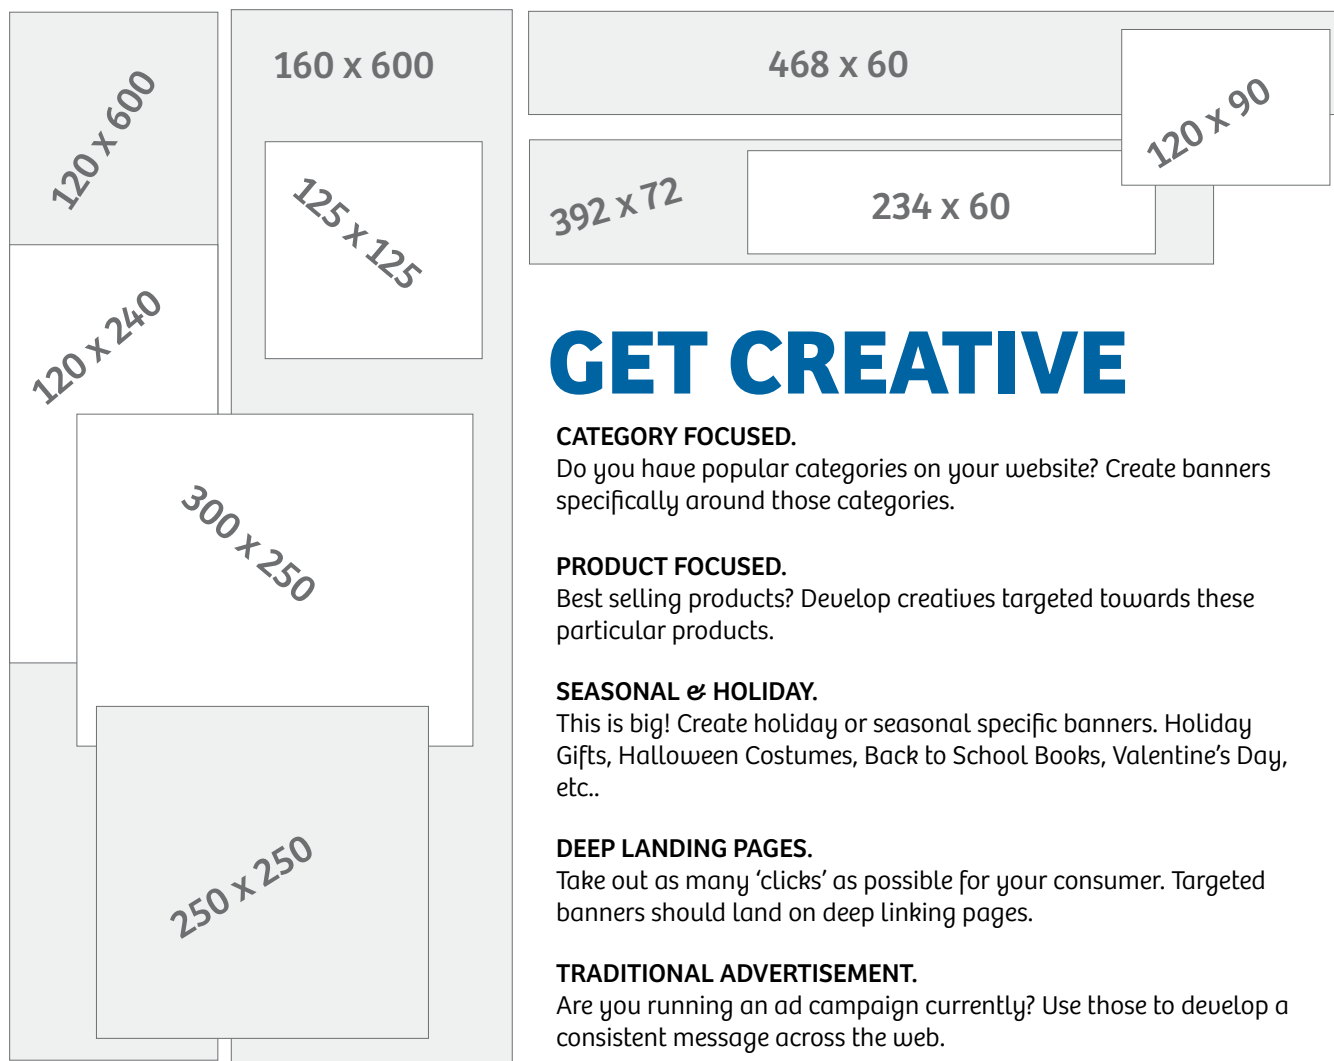 120 x 600
160 x 600
468 x 60
120 x 90
125 x 125
392 x 72
234 x 60
120 x 240
300 x 250
250 x 250
GET CREATIVE
CATEGORY FOCUSED.
Do you have popular categories on your website? Create banners
specifically around those categories.
PRODUCT FOCUSED.
Best selling products? Develop creatives targeted towards these
particular products.
SEASONAL & HOLIDAY.
This is big! Create holiday or seasonal specific banners. Holiday
Gifts, Halloween Costumes, Back to School Books, Valentine’s Day,
etc..
DEEP LANDING PAGES.
Take out as many ‘clicks’ as possible for your consumer. Targeted
banners should land on deep linking pages.
TRADITIONAL ADVERTISEMENT.
Are you running an ad campaign currently? Use those to develop a
consistent message across the web.